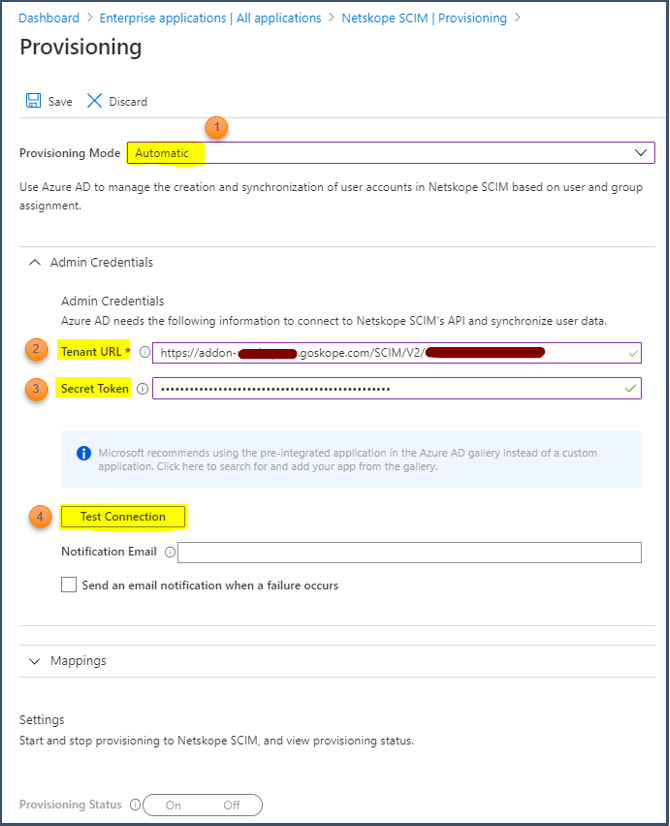 Dashboard > Enterprise applications | All applications > Netskope SCIM | Provisioning >
Provisioning
Save Discard
1
Provisioning Mode Automatic
Use Azure AD to manage the creation and synchronization of user accounts in Netskope SCIM based on user and group
assignment.
Admin Credentials
Admin Credentials
Azure AD needs the following information to connect to Netskope SCIM's API and synchronize user data.
2 Tenant URL * https://addon- .goskope.com/SCIM/V2/
3 Secret Token ••••••••••••••••••••••••••••••••••••••••••••••••
Microsoft recommends using the pre-integrated application in the Azure AD gallery instead of a custom
application. Click here to search for and add your app from the gallery.
4 Test Connection
Notification Email
Send an email notification when a failure occurs
Mappings
Settings
Start and stop provisioning to Netskope SCIM, and view provisioning status.
Provisioning Status On Off